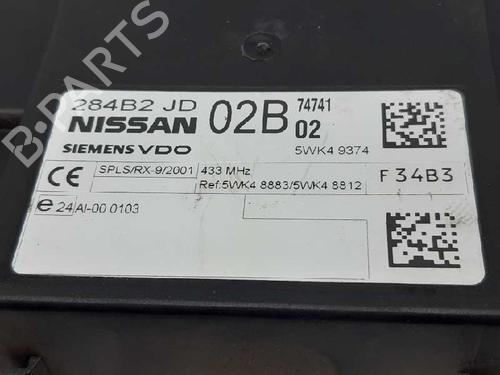 B-PARTS
284B2 JD 02B 74741
NISSAN 02
SIEMENS VDO 5WK4 9374
CE SPLS/RX-9/2001 433 MHz F34B3
Ref:5WK4 8883/5WK4 8812
e 24 AI-00 0103